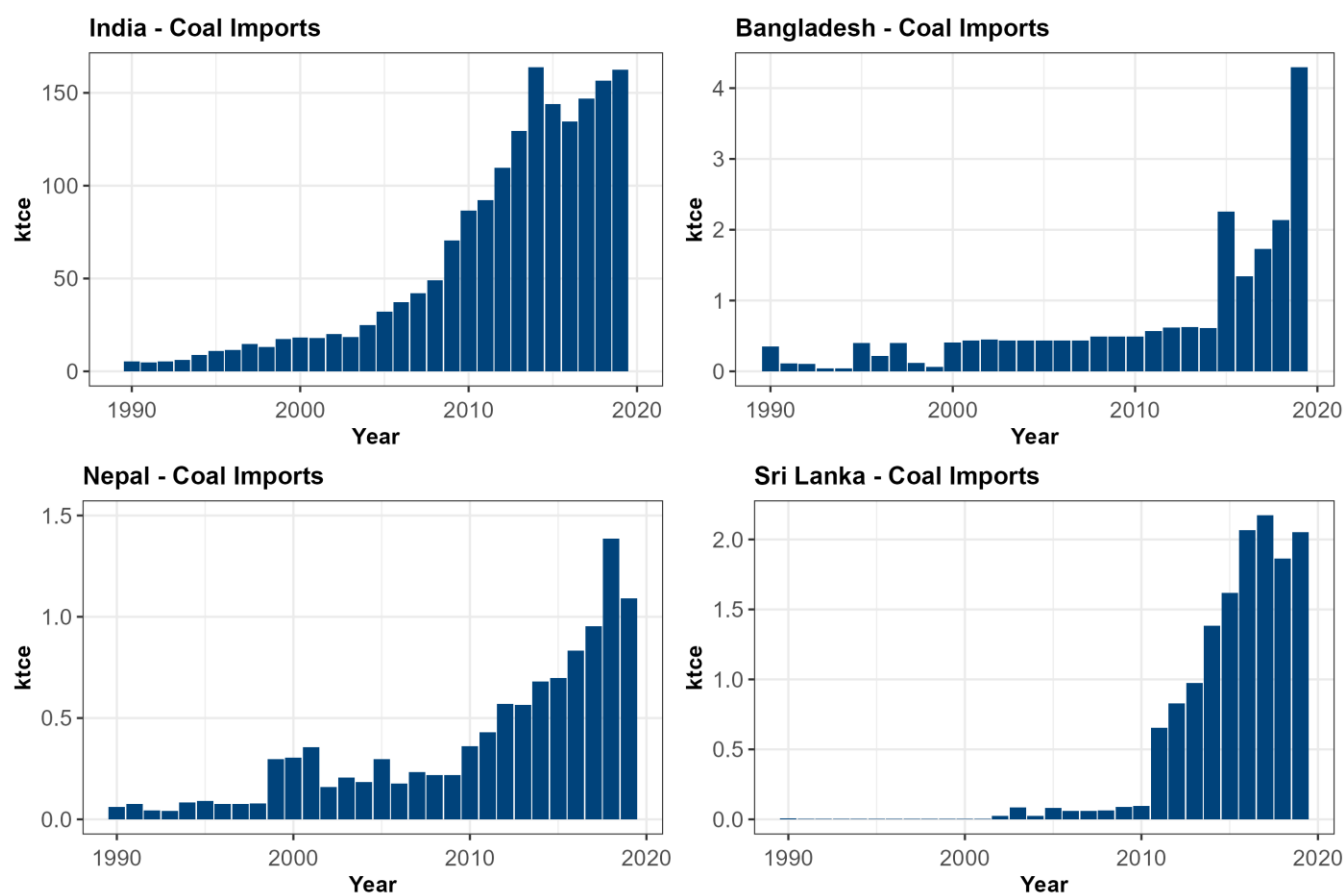 India - Coal Imports
150
100
50
0
ktce
1990
2000
2010
2020
Year
Bangladesh - Coal Imports
4
3
2
1
0
ktce
1990
2000
2010
2020
Year
Nepal - Coal Imports
1.5
1.0
0.5
0.0
ktce
1990
2000
2010
2020
Year
Sri Lanka - Coal Imports
2.0
1.5
1.0
0.5
0.0
ktce
1990
2000
2010
2020
Year